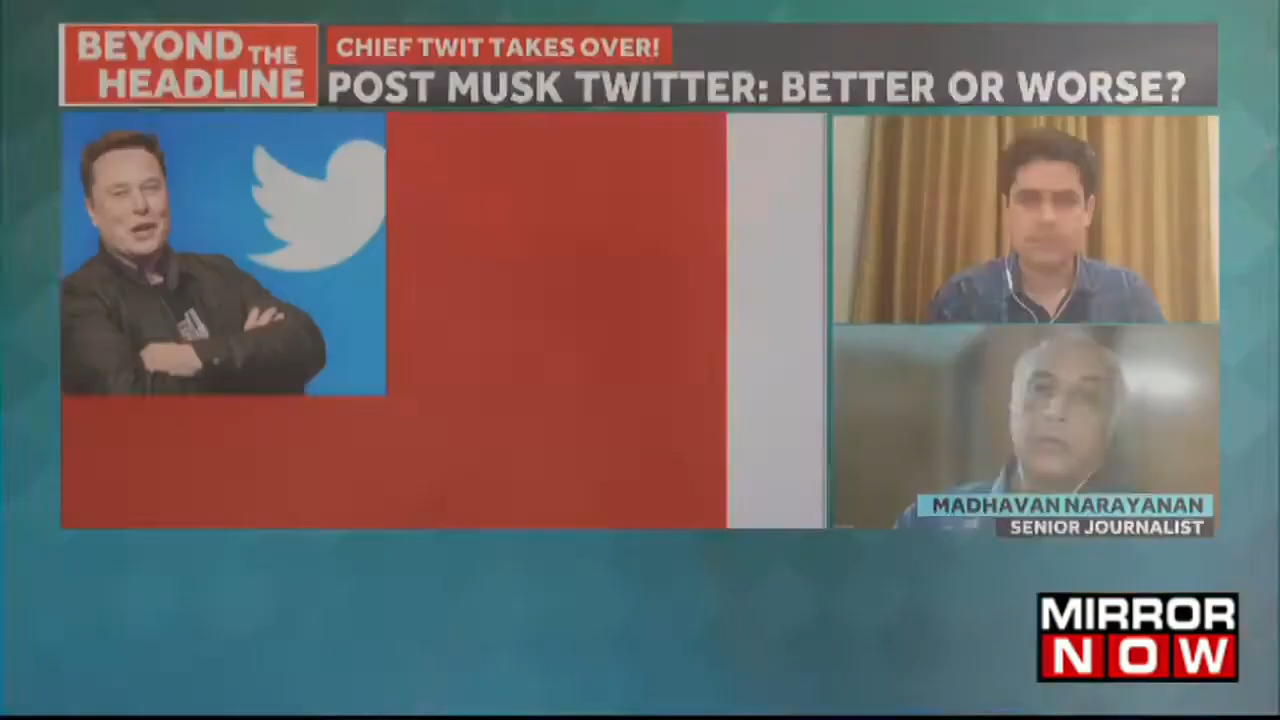 BEYOND THE
HEADLINE
CHIEF TWIT TAKES OVER!
POST MUSK TWITTER: BETTER OR WORSE?
MADHAVAN NARAYANAN
SENIOR JOURNALIST
MIRROR
NOW